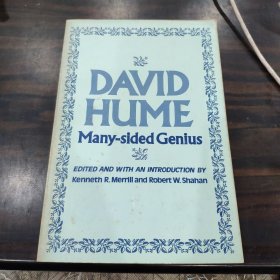 DAVID
HUME
Many-sided Genius
EDITED AND WITH AN INTRODUCTION BY
Kenneth R. Merrill and Robert W. Shahan